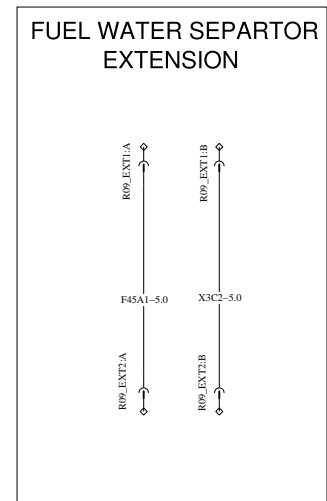 FUEL WATER SEPARTOR
EXTENSION
R09_EXT1:A
R09_EXT1:B
F45A1-5.0
X3C2-5.0
R09_EXT2:A
R09_EXT2:B